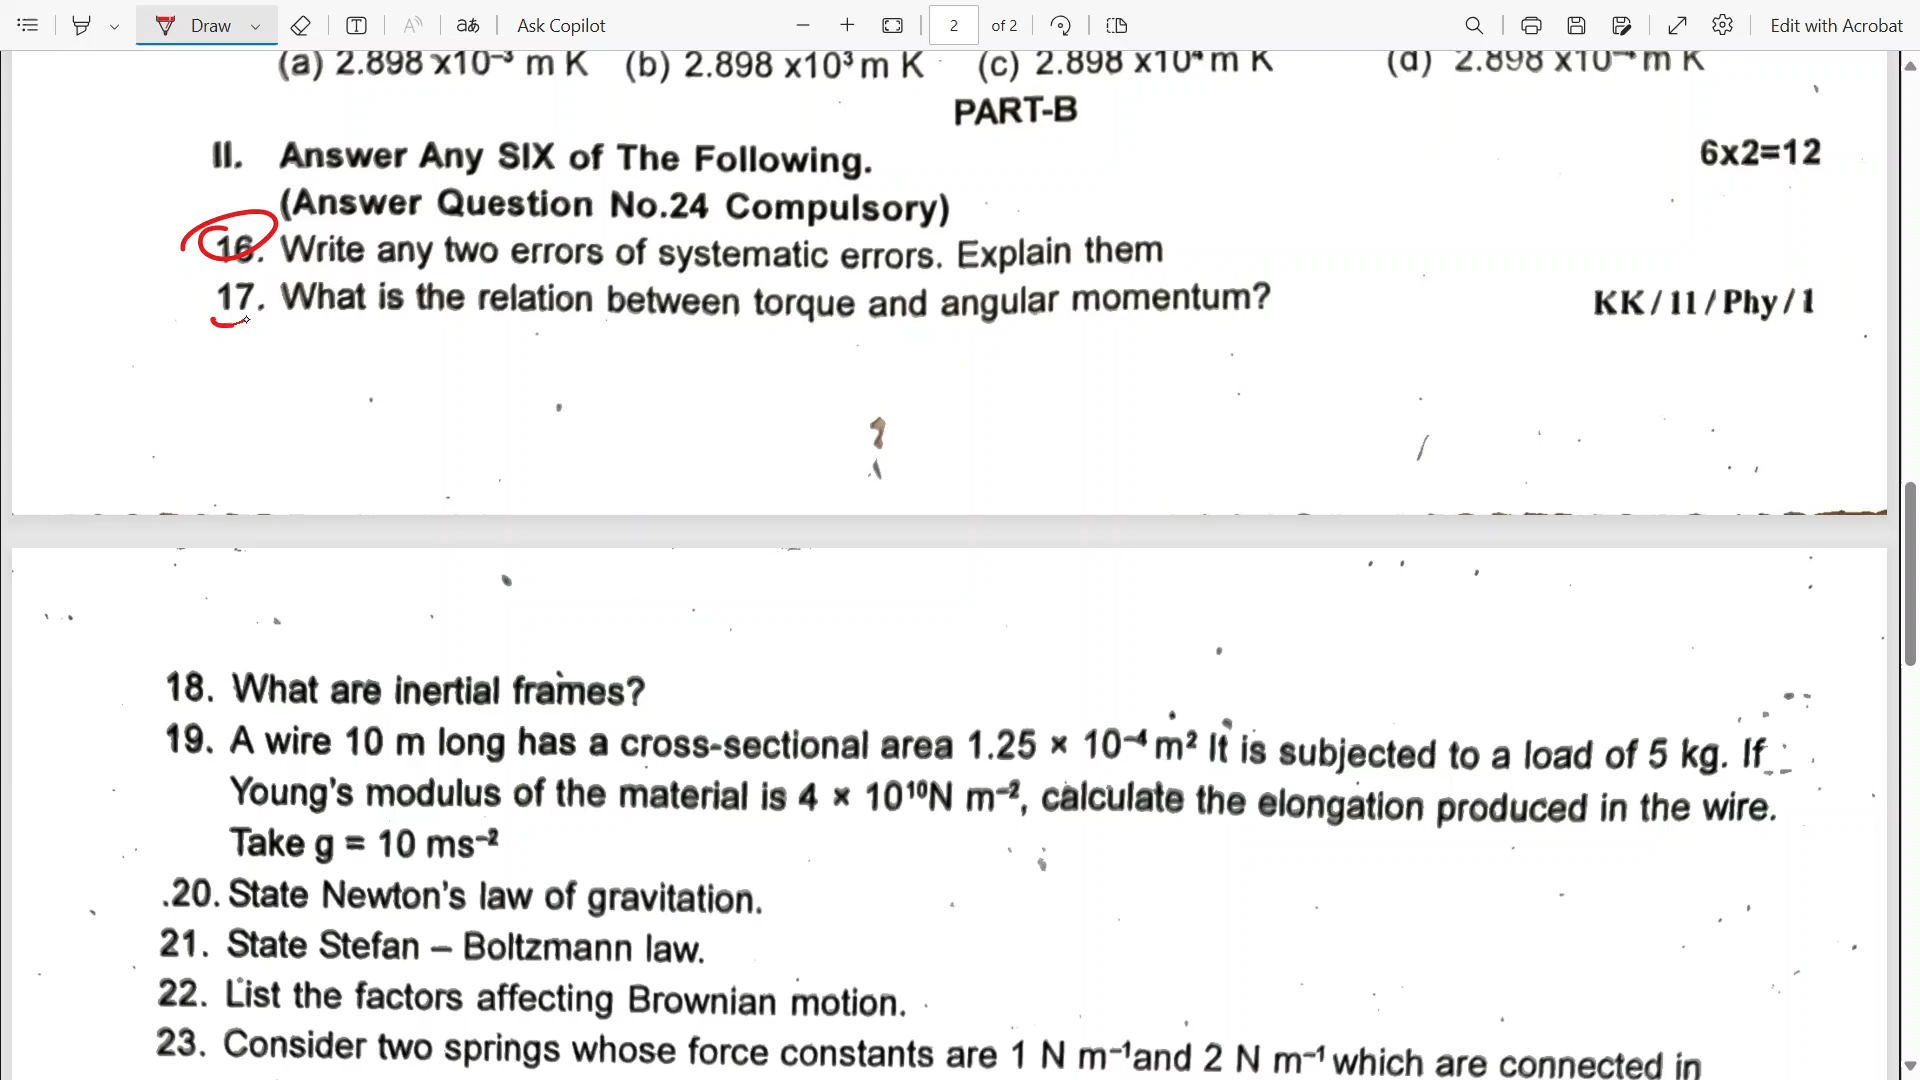 Draw
Ask Copilot
2
of 2
Edit with Acrobat
(a) 2.898 x10⁻³ m K (b) 2.898 x10³ m K (c) 2.898 x10⁴ m K (d) 2.898 x10⁻⁴ m K
PART-B
II. Answer Any SIX of The Following. 6x2=12
(Answer Question No.24 Compulsory)
16. Write any two errors of systematic errors. Explain them
17. What is the relation between torque and angular momentum? KK / 11 / Phy / 1
18. What are inertial frames?
19. A wire 10 m long has a cross-sectional area 1.25 × 10⁻⁴ m² It is subjected to a load of 5 kg. If
Young's modulus of the material is 4 × 10¹⁰N m⁻², calculate the elongation produced in the wire.
Take g = 10 ms⁻²
20. State Newton's law of gravitation.
21. State Stefan – Boltzmann law.
22. List the factors affecting Brownian motion.
23. Consider two springs whose force constants are 1 N m⁻¹and 2 N m⁻¹ which are connected in